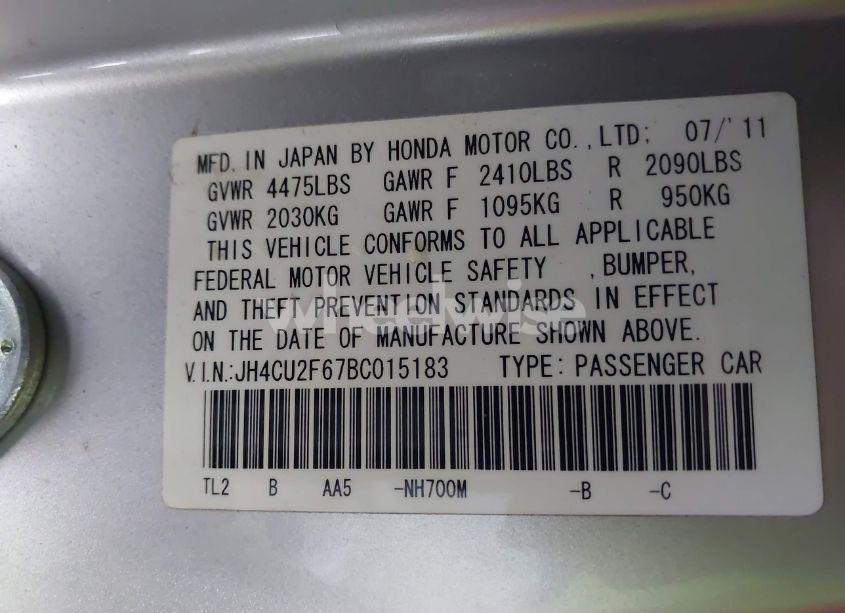 MFD. IN JAPAN BY HONDA MOTOR CO., LTD; 07/'11
GVWR 4475LBS GAWR F 2410LBS R 2090LBS
GVWR 2030KG GAWR F 1095KG R 950KG
THIS VEHICLE CONFORMS TO ALL APPLICABLE
FEDERAL MOTOR VEHICLE SAFETY , BUMPER,
AND THEFT PREVENTION STANDARDS IN EFFECT
wheelwise
ON THE DATE OF MANUFACTURE SHOWN ABOVE.
V.I.N.:JH4CU2F67BC015183 TYPE: PASSENGER CAR
TL2 B AA5 -NH700M -B -C